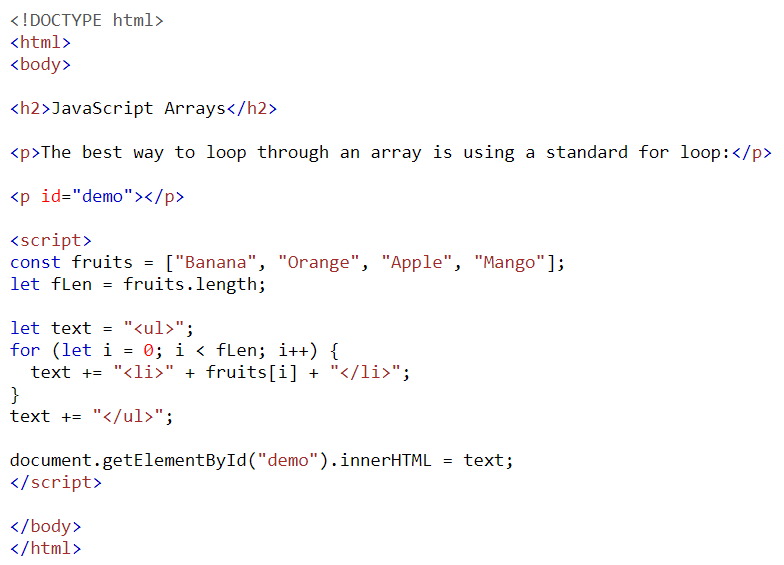 <!DOCTYPE html>
<html>
<body>
<h2>JavaScript Arrays</h2>
<p>The best way to loop through an array is using a standard for loop:</p>
<p id="demo"></p>
<script>
const fruits = ["Banana", "Orange", "Apple", "Mango"];
let fLen = fruits.length;
let text = "<ul>";
for (let i = 0; i < fLen; i++) {
  text += "<li>" + fruits[i] + "</li>";
}
text += "</ul>";
document.getElementById("demo").innerHTML = text;
</script>
</body>
</html>